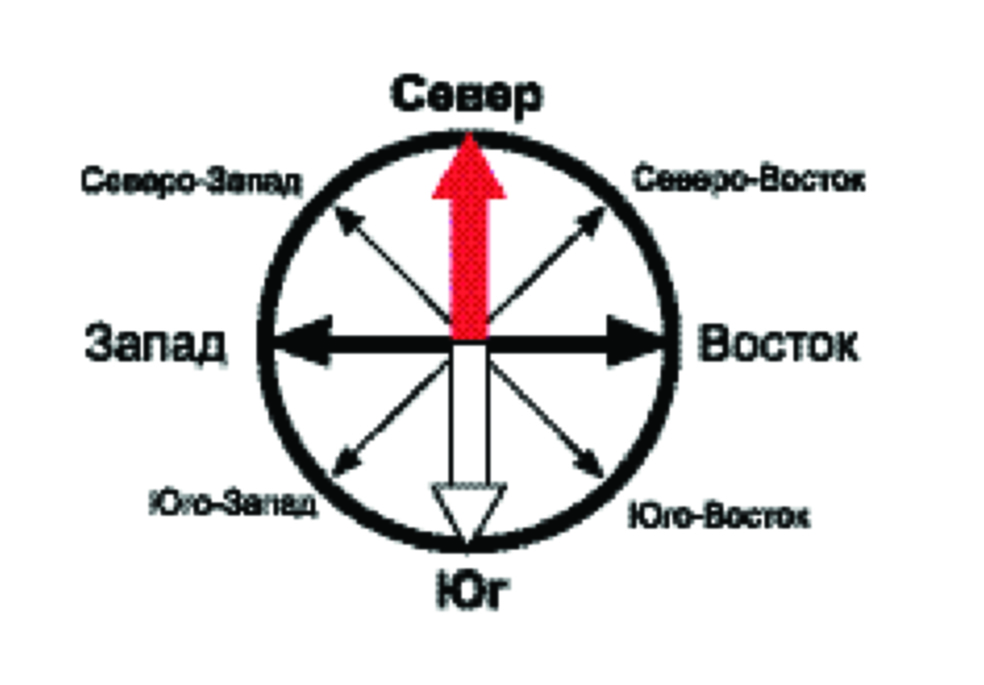 Север
Северо-Запад
Северо-Восток
Запад
Восток
Юго-Запад
Юго-Восток
Юг